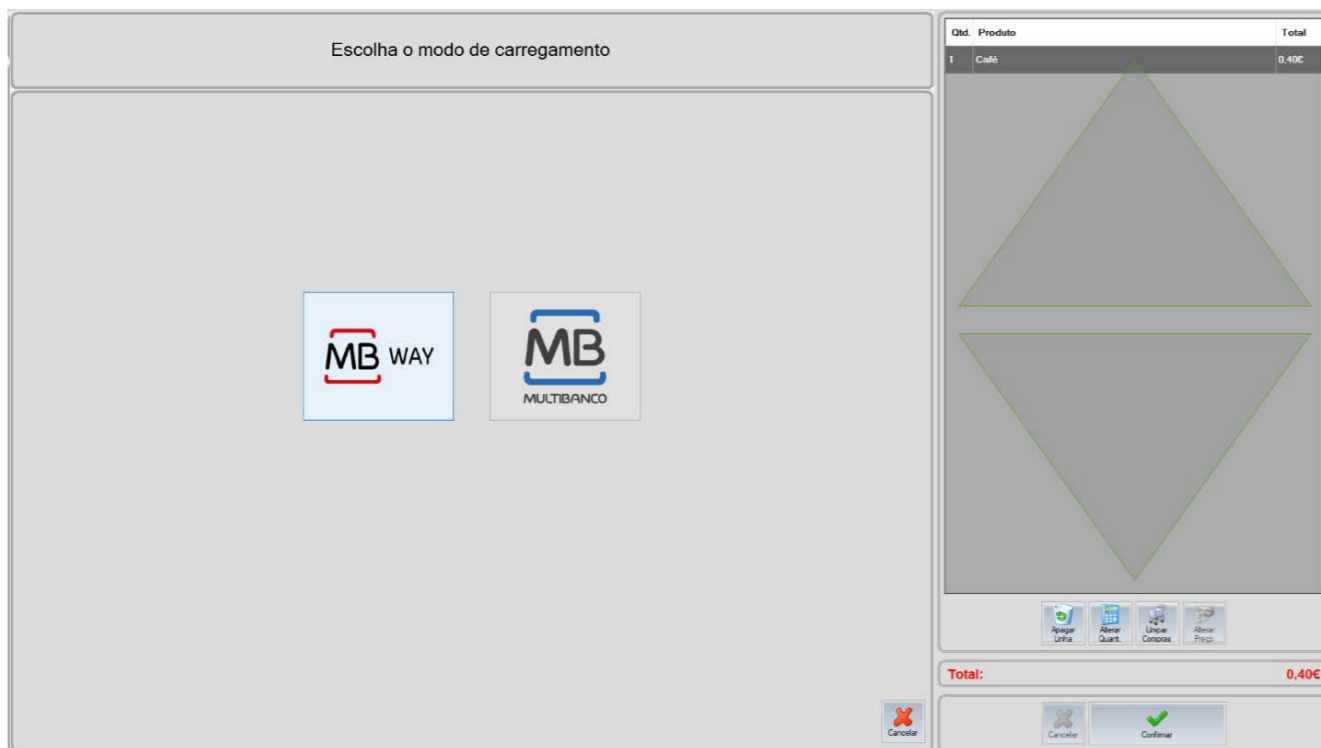 Escolha o modo de carregamento
MB WAY
MB
MULTIBANCO
Cancelar
Qtd. Produto Total
1 Café 0,40€
Apagar Linha
Alterar Quant.
Limpar Compras
Alterar Preço
Total: 0,40€
Cancelar
Confirmar